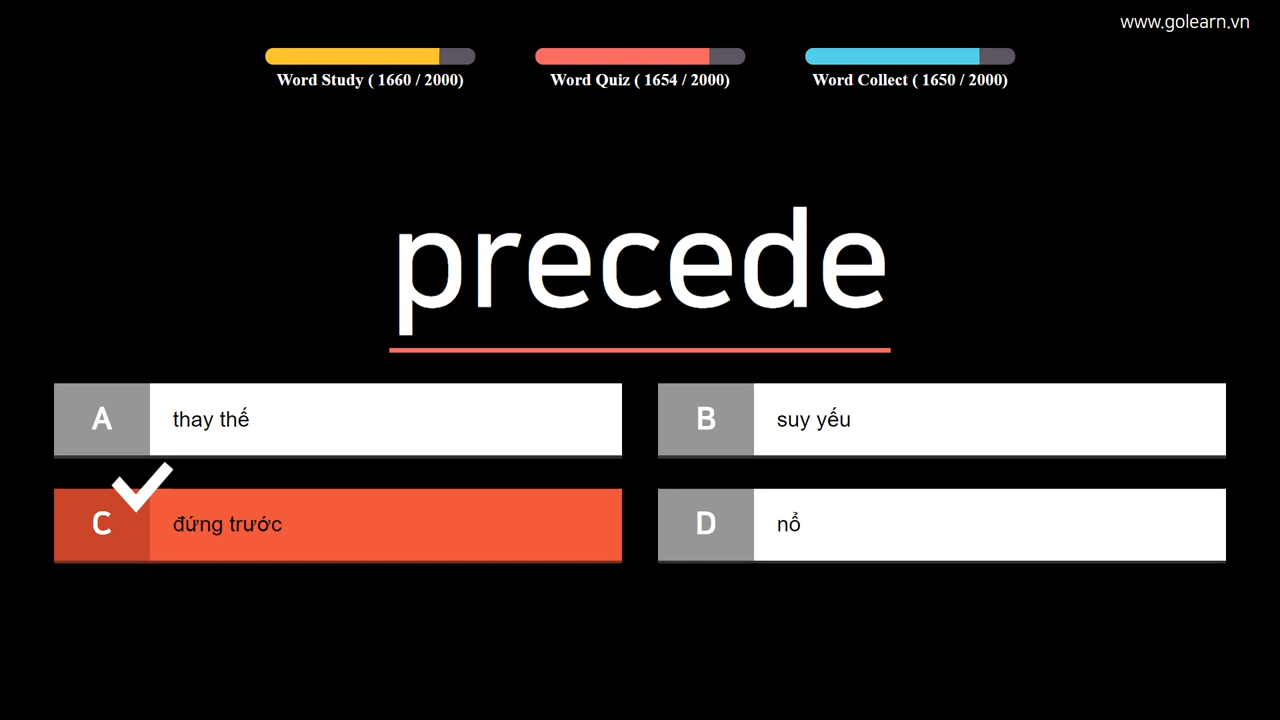 www.golearn.vn
Word Study ( 1660 / 2000)
Word Quiz ( 1654 / 2000)
Word Collect ( 1650 / 2000)
precede
A thay thế
B suy yếu
C đứng trước
D nổ